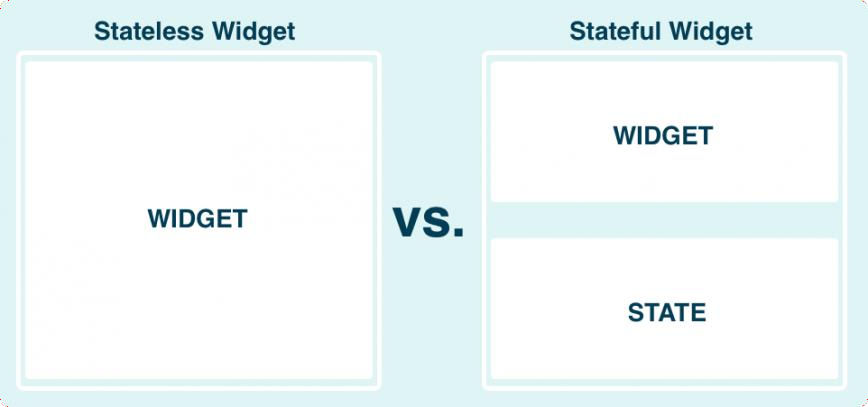 Stateless Widget
WIDGET
vs.
Stateful Widget
WIDGET
STATE